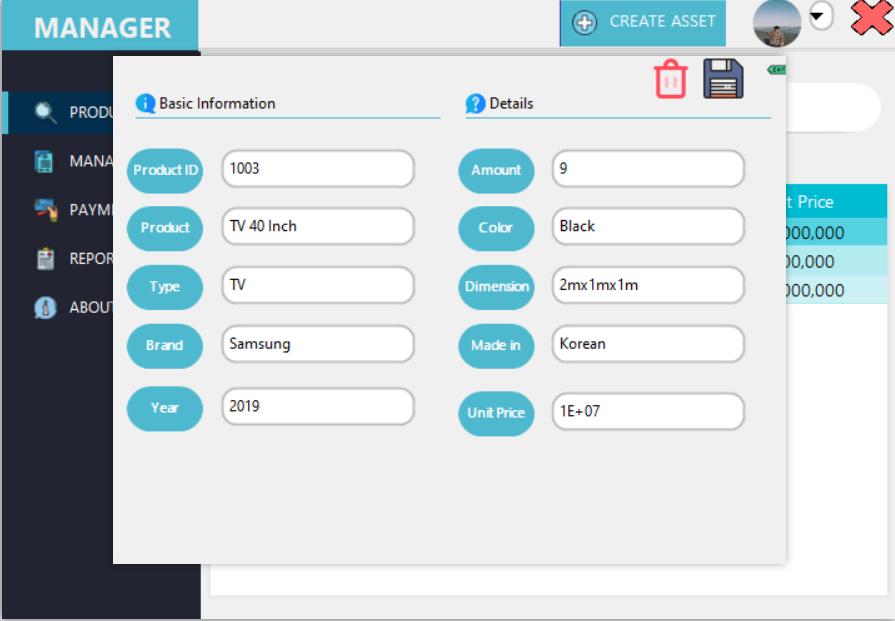 MANAGER
CREATE ASSET
Basic Information
Details
Product ID 1003
Amount 9
Product TV 40 Inch
Color Black
Type TV
Dimension 2mx1mx1m
Brand Samsung
Made in Korean
Year 2019
Unit Price 1E+07
PRODU
MANA
PAYM
REPOR
ABOUT
t Price
000,000
00,000
000,000